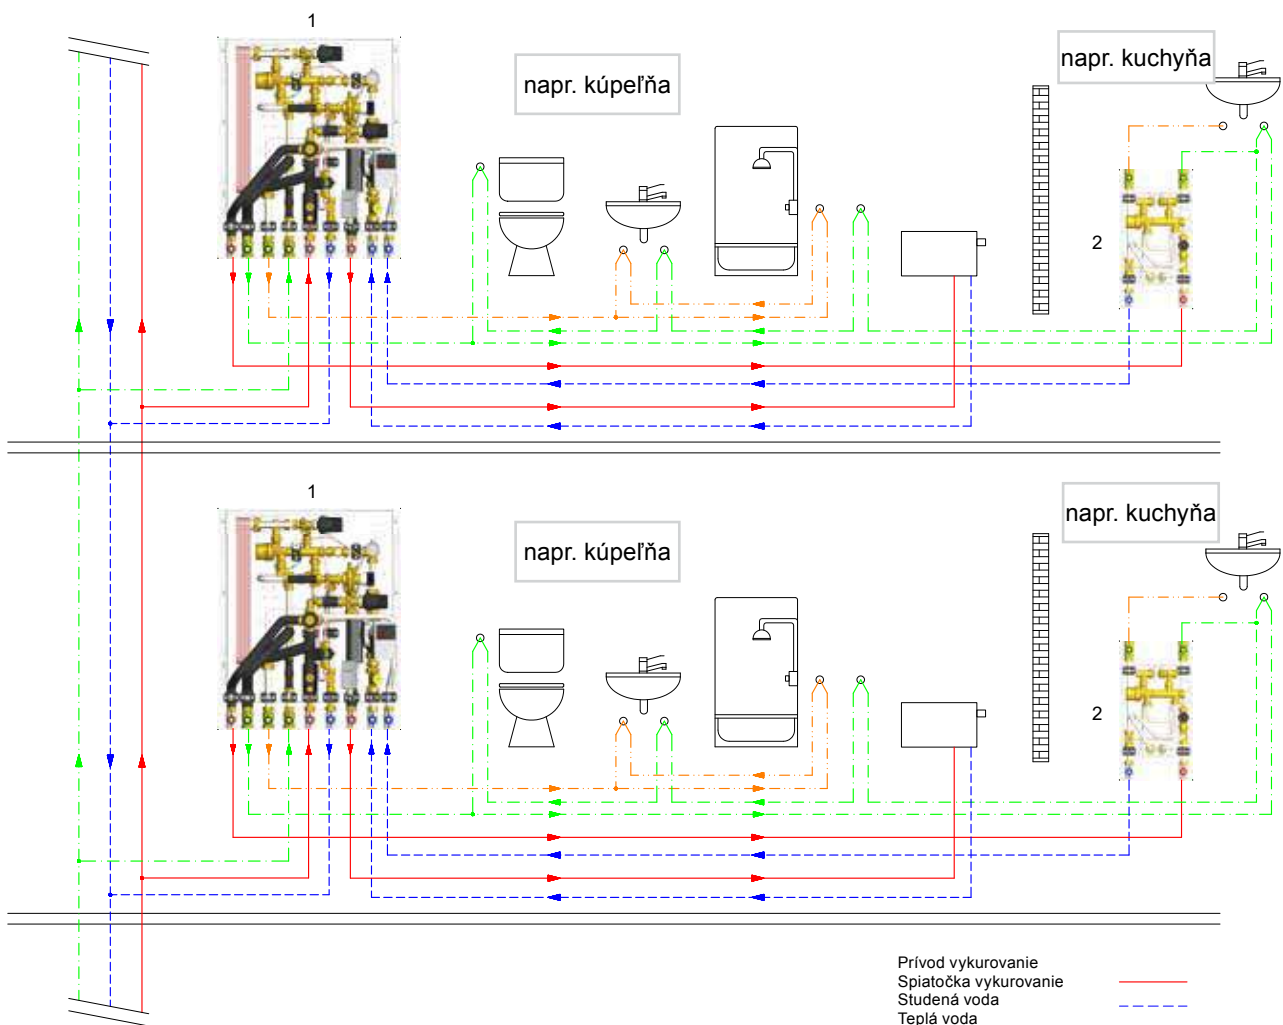 1
napr. kúpeľňa
napr. kuchyňa
2
1
napr. kúpeľňa
napr. kuchyňa
2
Prívod vykurovanie
Spiatočka vykurovanie
Studená voda
Teplá voda